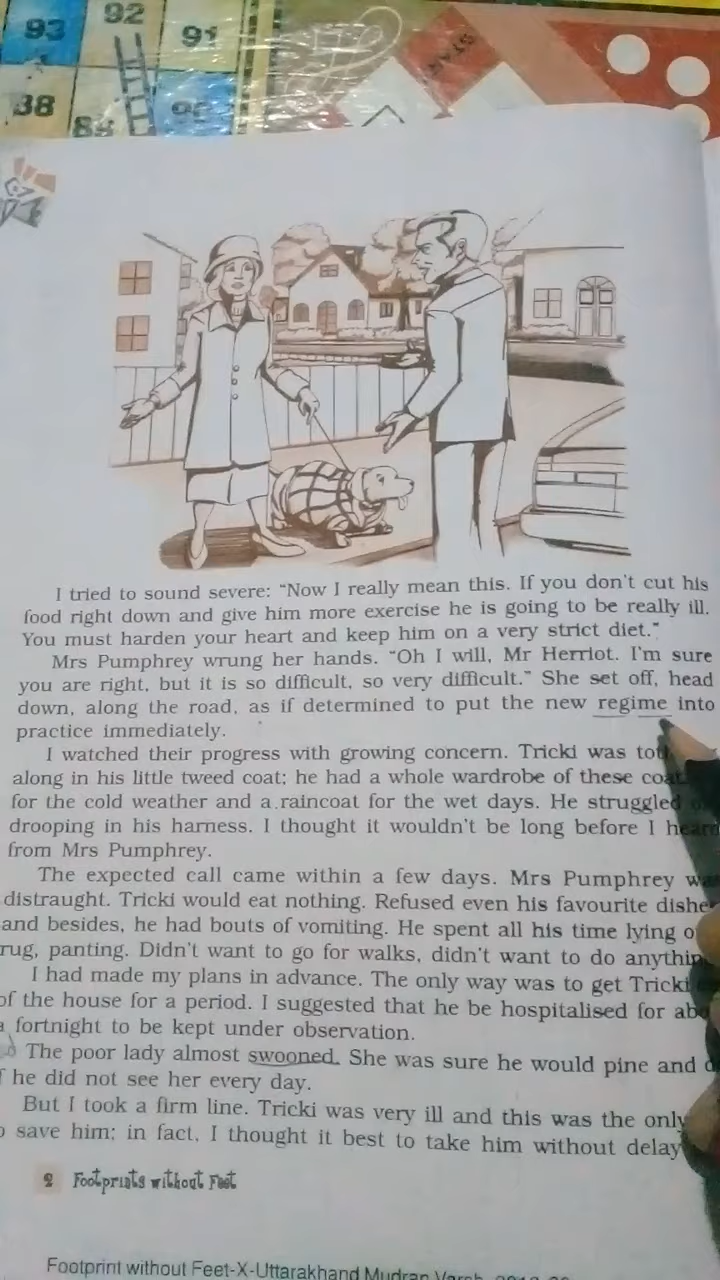 93
92
91
88
START
I tried to sound severe: “Now I really mean this. If you don’t cut his
food right down and give him more exercise he is going to be really ill.
You must harden your heart and keep him on a very strict diet.”
Mrs Pumphrey wrung her hands. “Oh I will, Mr Herriot. I’m sure
you are right, but it is so difficult, so very difficult.” She set off, head
down, along the road, as if determined to put the new regime into
practice immediately.
I watched their progress with growing concern. Tricki was
along in his little tweed coat; he had a whole wardrobe of these
for the cold weather and a raincoat for the wet days. He struggled
drooping in his harness. I thought it wouldn’t be long before I heard
from Mrs Pumphrey.
The expected call came within a few days. Mrs Pumphrey
distraught. Tricki would eat nothing. Refused even his favourite
and besides, he had bouts of vomiting. He spent all his time lying
rug, panting. Didn’t want to go for walks, didn’t want to do
I had made my plans in advance. The only way was to get Tricki
of the house for a period. I suggested that he be hospitalised for
a fortnight to be kept under observation.
The poor lady almost swooned. She was sure he would pine and
he did not see her every day.
But I took a firm line. Tricki was very ill and this was the only
save him; in fact, I thought it best to take him without delay
2 Footprints without Feet
Footprint without Feet-X-Uttarakhand Mudran